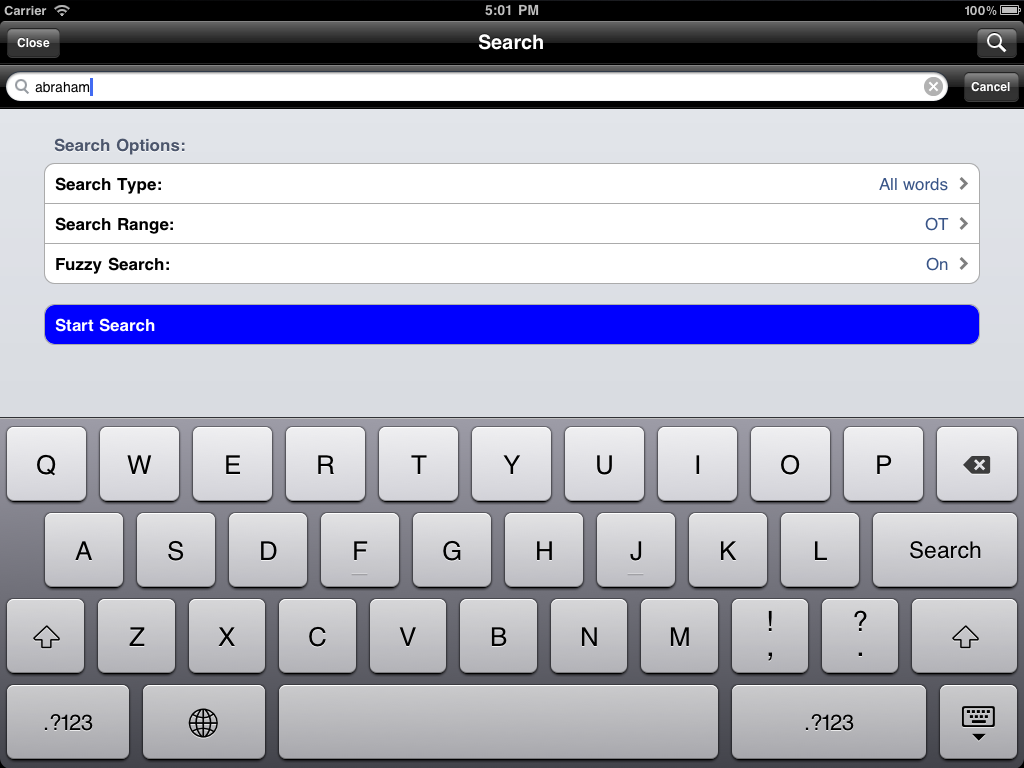 Carrier 5:01 PM 100%
Close Search
abraham Cancel
Search Options:
Search Type: All words
Search Range: OT
Fuzzy Search: On
Start Search
Q W E R T Y U I O P
A S D F G H J K L Search
Z X C V B N M ! , ? .
.?123 .?123